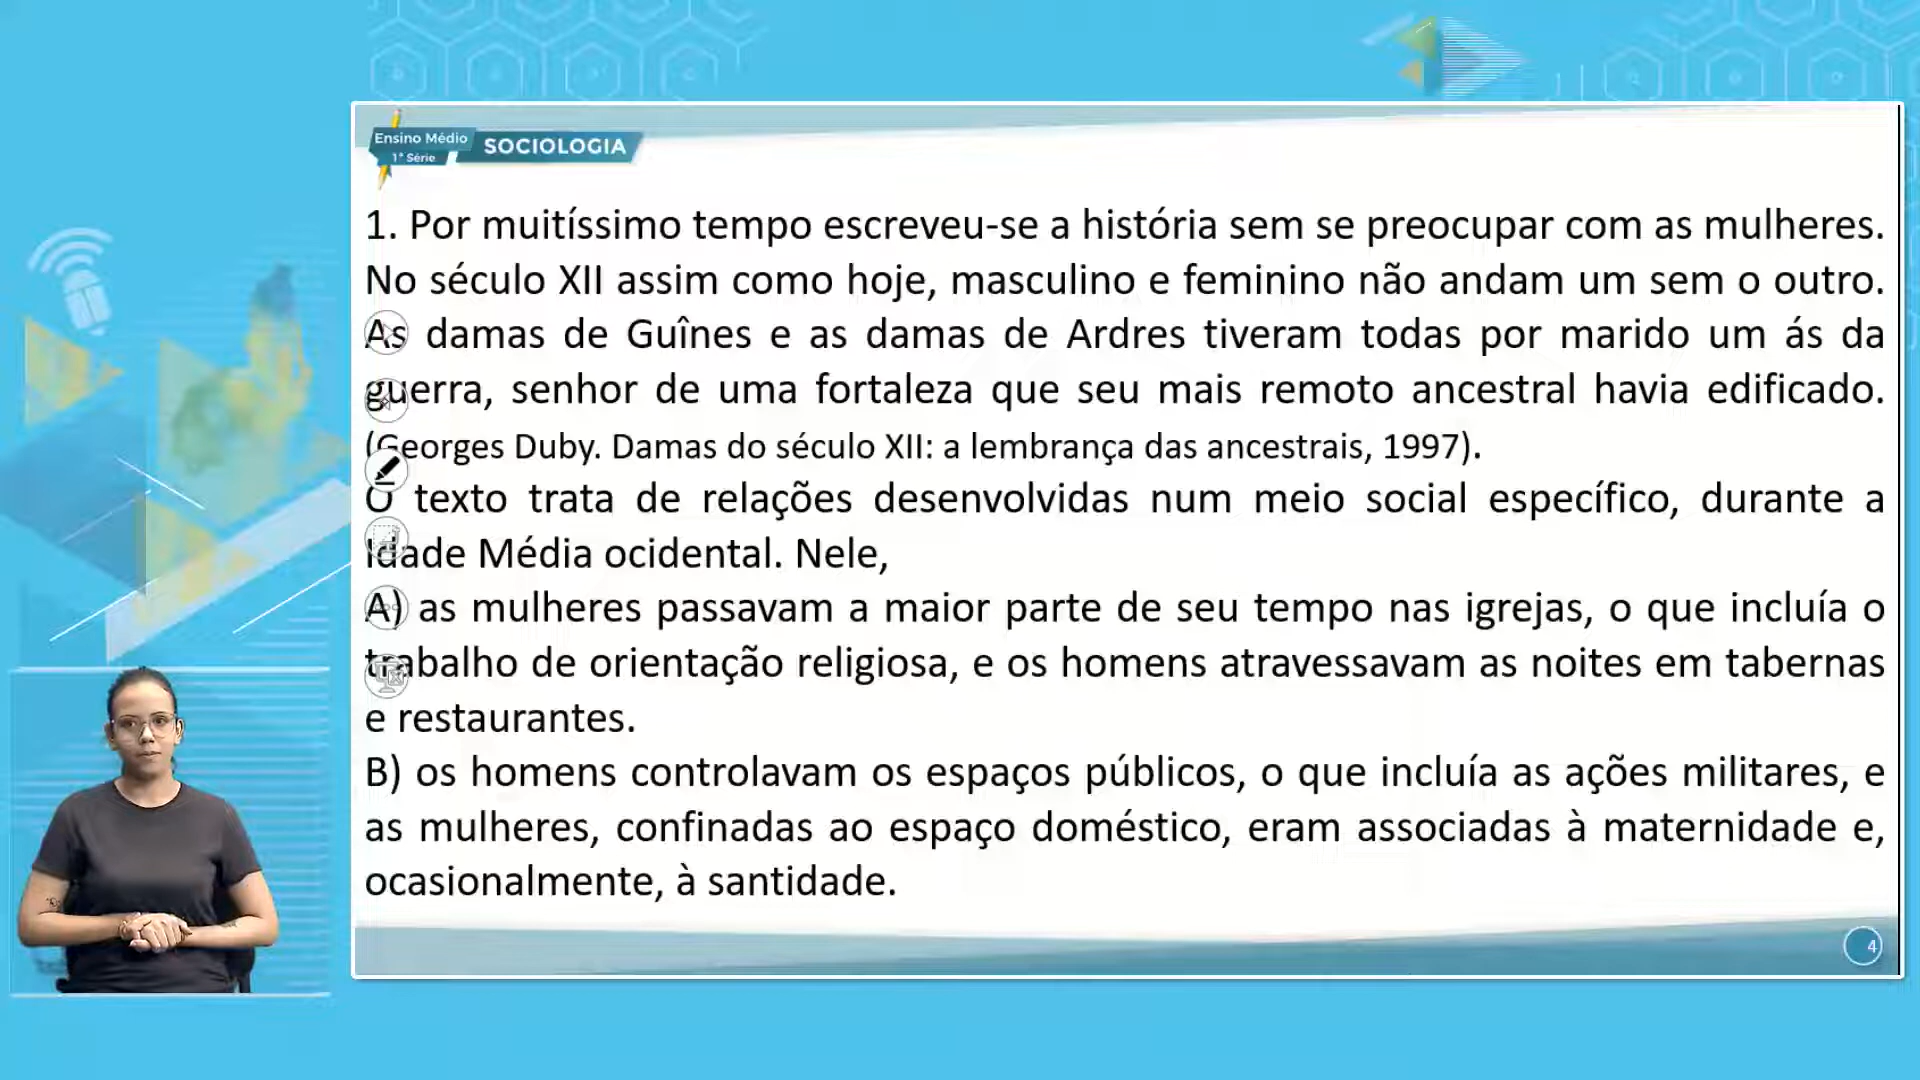 Ensino Médio
1ª Série
SOCIOLOGIA
1. Por muitíssimo tempo escreveu-se a história sem se preocupar com as mulheres.
No século XII assim como hoje, masculino e feminino não andam um sem o outro.
As damas de Guînes e as damas de Ardres tiveram todas por marido um ás da
guerra, senhor de uma fortaleza que seu mais remoto ancestral havia edificado.
(Georges Duby. Damas do século XII: a lembrança das ancestrais, 1997).
O texto trata de relações desenvolvidas num meio social específico, durante a
Idade Média ocidental. Nele,
A) as mulheres passavam a maior parte de seu tempo nas igrejas, o que incluía o
trabalho de orientação religiosa, e os homens atravessavam as noites em tabernas
e restaurantes.
B) os homens controlavam os espaços públicos, o que incluía as ações militares, e
as mulheres, confinadas ao espaço doméstico, eram associadas à maternidade e,
ocasionalmente, à santidade.
4